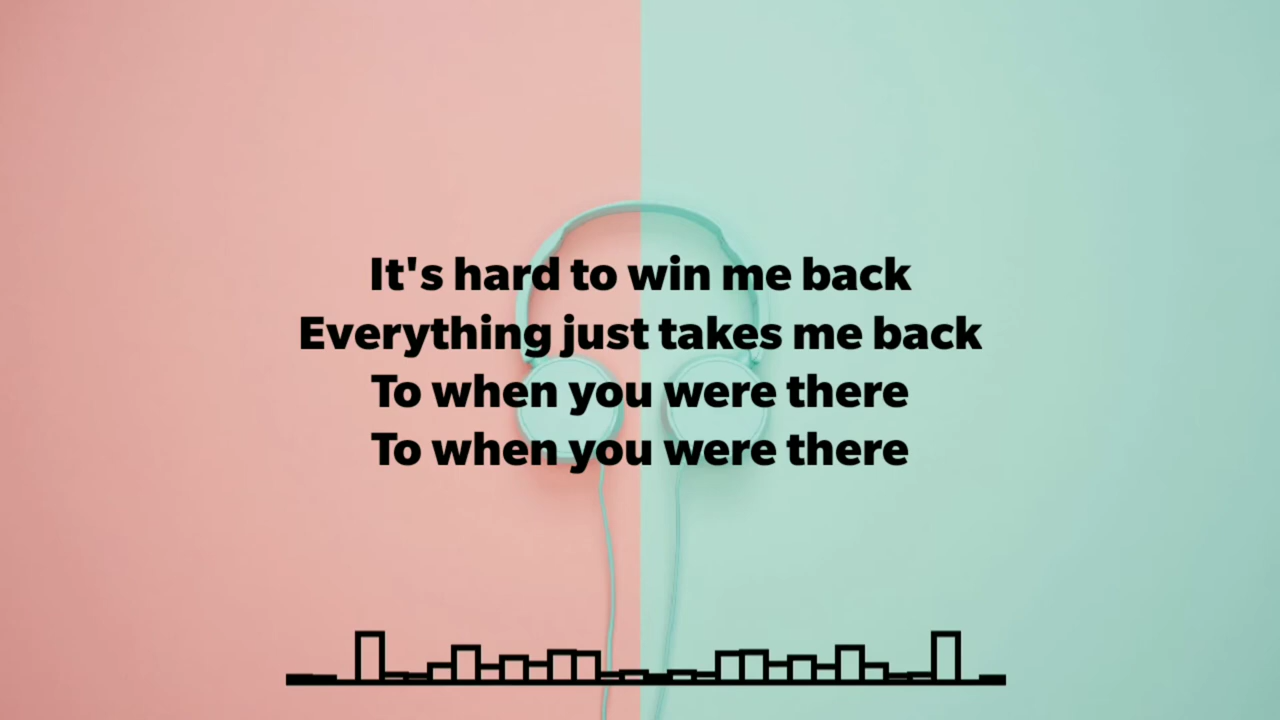 It's hard to win me back
Everything just takes me back
To when you were there
To when you were there